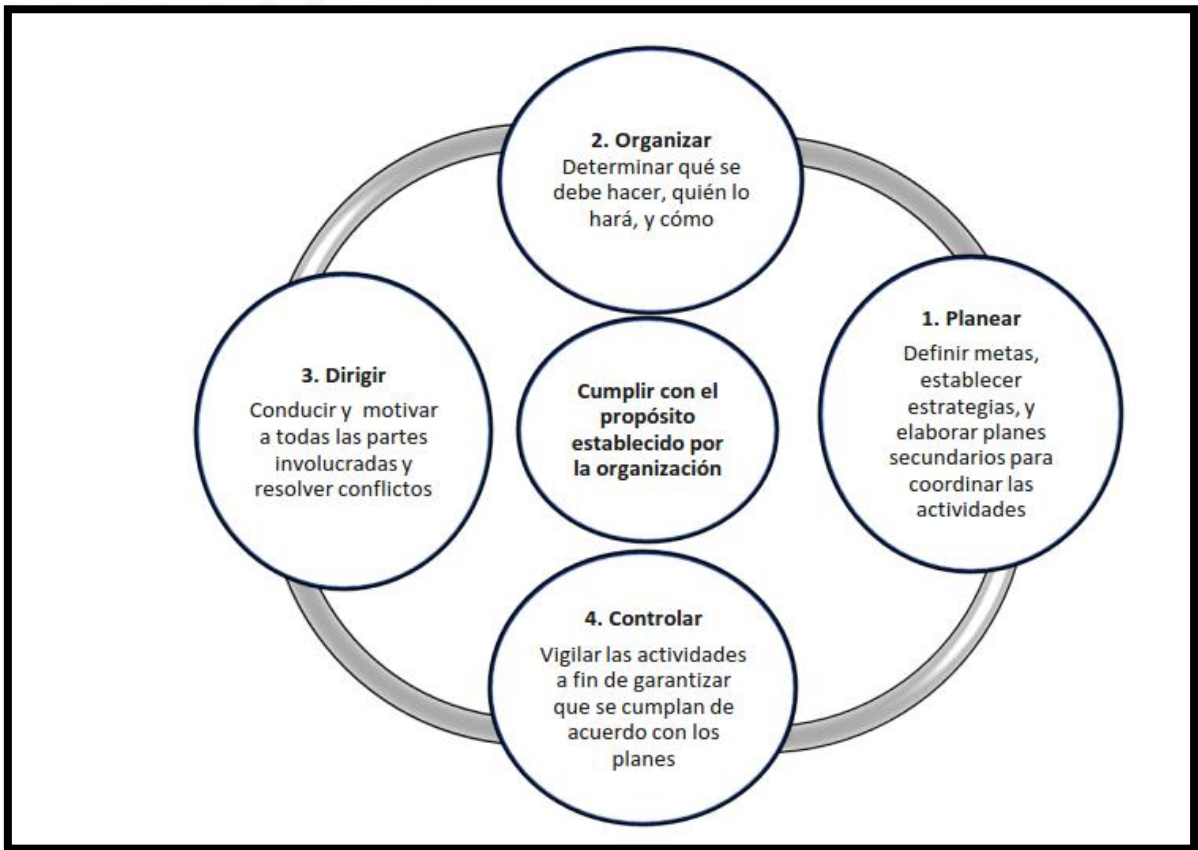 2. Organizar
Determinar qué se
debe hacer, quién lo
hará, y cómo
1. Planear
Definir metas,
establecer
estrategias, y
elaborar planes
secundarios para
coordinar las
actividades
3. Dirigir
Conducir y motivar
a todas las partes
involucradas y
resolver conflictos
Cumplir con el
propósito
establecido por
la organización
4. Controlar
Vigilar las actividades
a fin de garantizar
que se cumplan de
acuerdo con los
planes